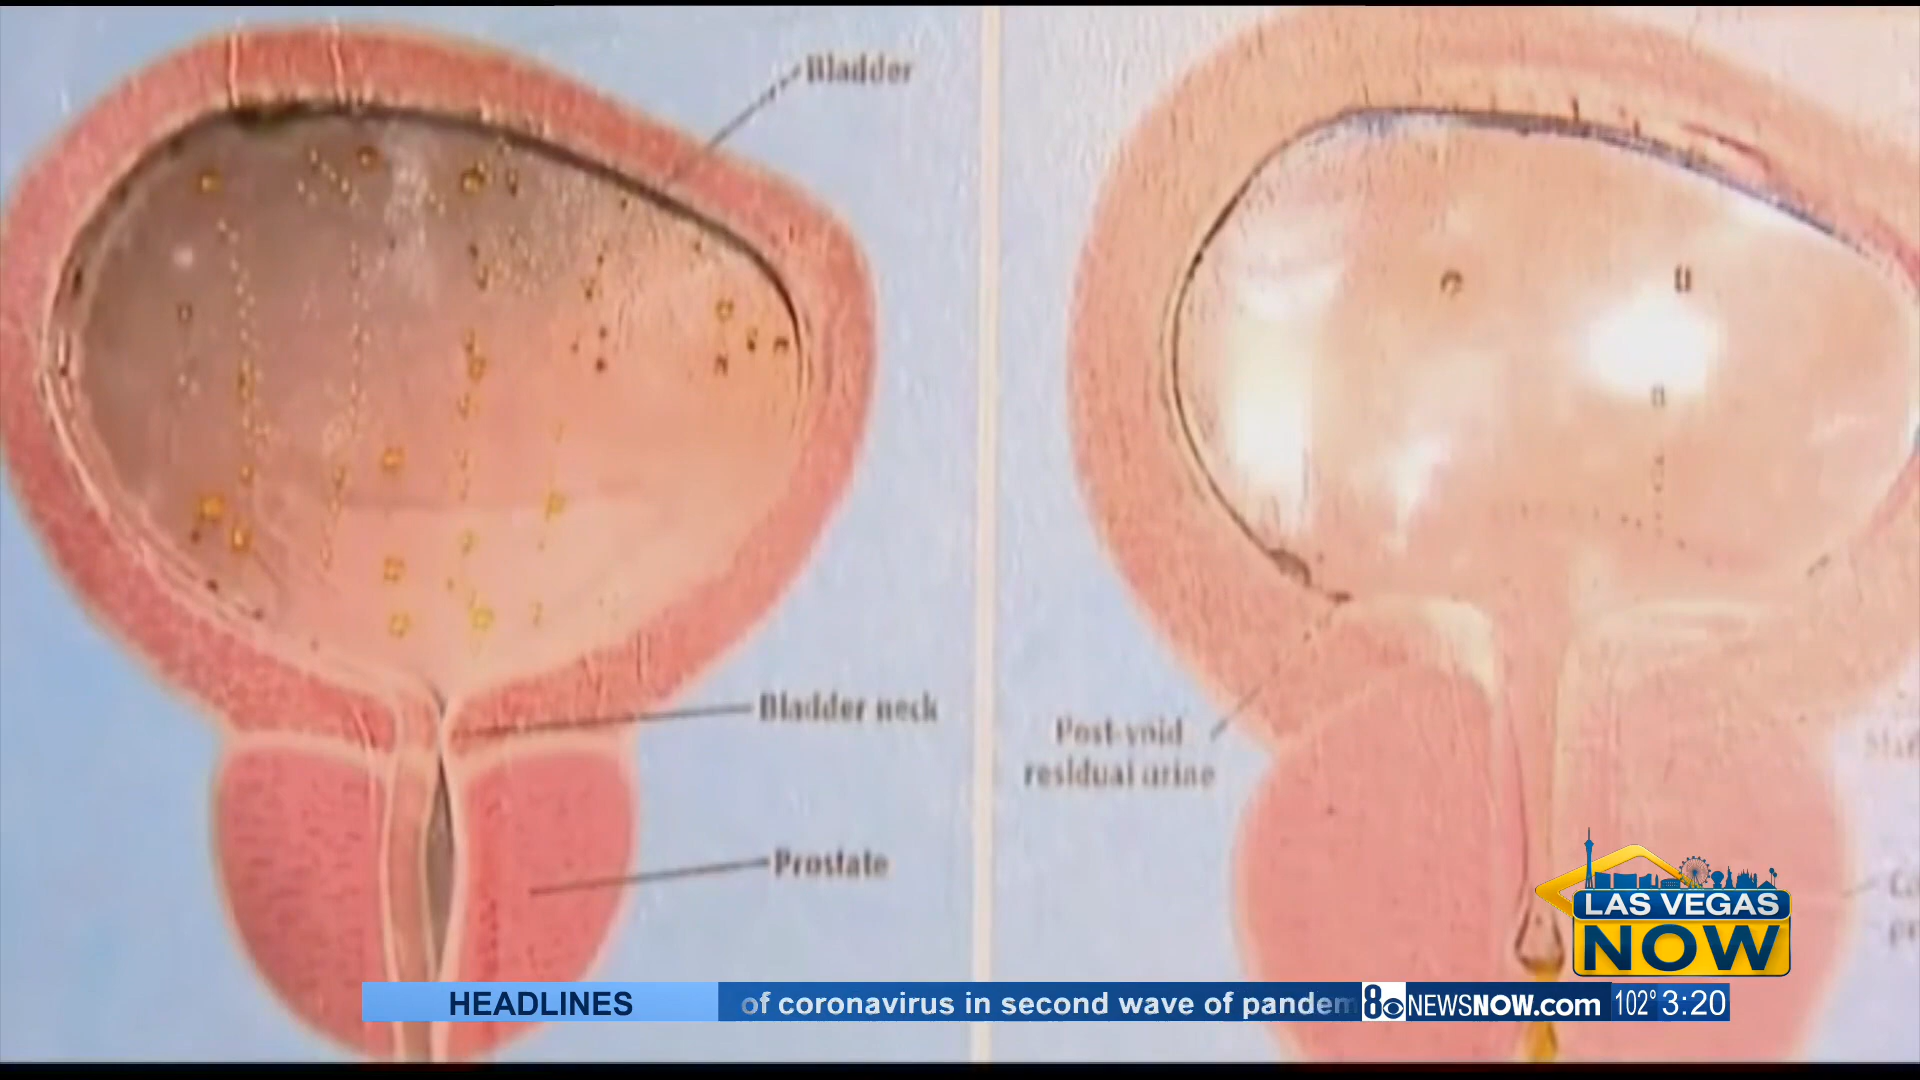 Bladder
Bladder neck
Post-void
residual urine
Prostate
LAS VEGAS
NOW
HEADLINES
of coronavirus in second wave of pandem
8 NEWSNOW.com
102° 3:20